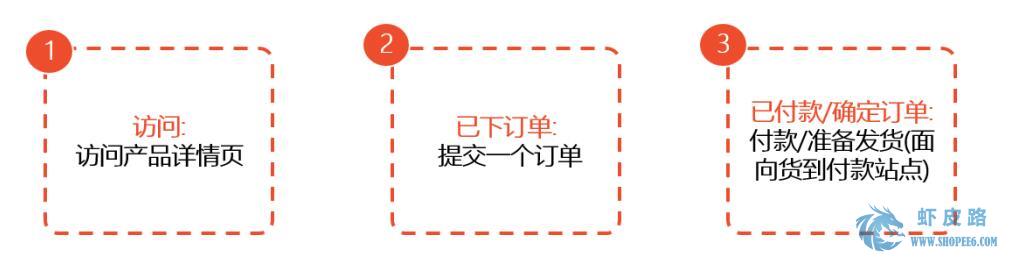 1
访问:
访问产品详情页
2
已下订单:
提交一个订单
3
已付款/确定订单:
付款/准备发货(面
向货到付款站点)
虾皮路
WWW.SHOPEE6.COM